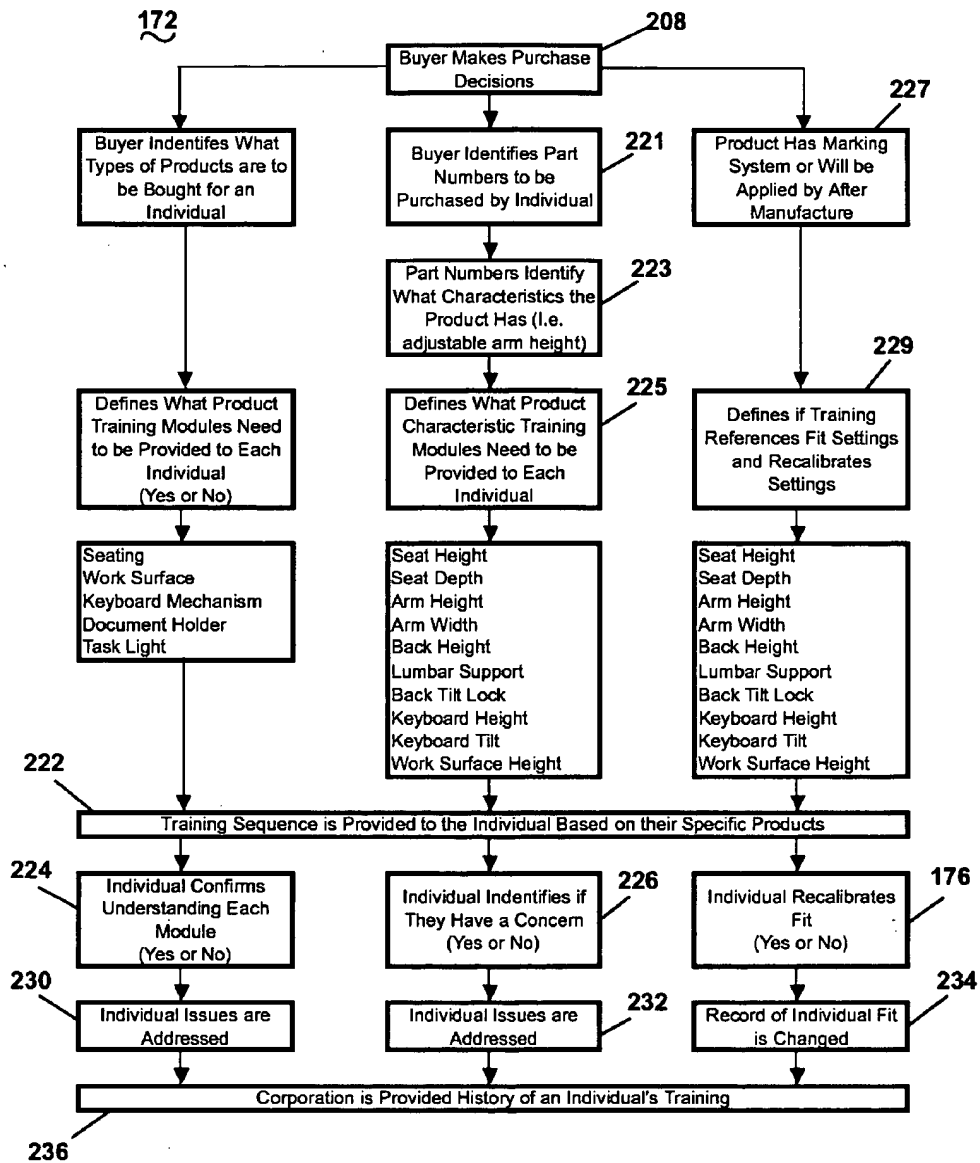 172
208
Buyer Makes Purchase
Decisions
Buyer Indentifes What
Types of Products are to
be Bought for an
Individual
221
Buyer Identifies Part
Numbers to be
Purchased by Individual
227
Product Has Marking
System or Will be
Applied by After
Manufacture
223
Part Numbers Identify
What Characteristics the
Product Has (I.e.
adjustable arm height)
Defines What Product
Training Modules Need
to be Provided to Each
Individual
(Yes or No)
225
Defines What Product
Characteristic Training
Modules Need to be
Provided to Each
Individual
229
Defines if Training
References Fit Settings
and Recalibrates
Settings
Seating
Work Surface
Keyboard Mechanism
Document Holder
Task Light
Seat Height
Seat Depth
Arm Height
Arm Width
Back Height
Lumbar Support
Back Tilt Lock
Keyboard Height
Keyboard Tilt
Work Surface Height
Seat Height
Seat Depth
Arm Height
Arm Width
Back Height
Lumbar Support
Back Tilt Lock
Keyboard Height
Keyboard Tilt
Work Surface Height
222
Training Sequence is Provided to the Individual Based on their Specific Products
224
Individual Confirms
Understanding Each
Module
(Yes or No)
226
Individual Indentifies if
They Have a Concern
(Yes or No)
176
Individual Recalibrates
Fit
(Yes or No)
230
Individual Issues are
Addressed
232
Individual Issues are
Addressed
234
Record of Individual Fit
is Changed
Corporation is Provided History of an Individual's Training
236